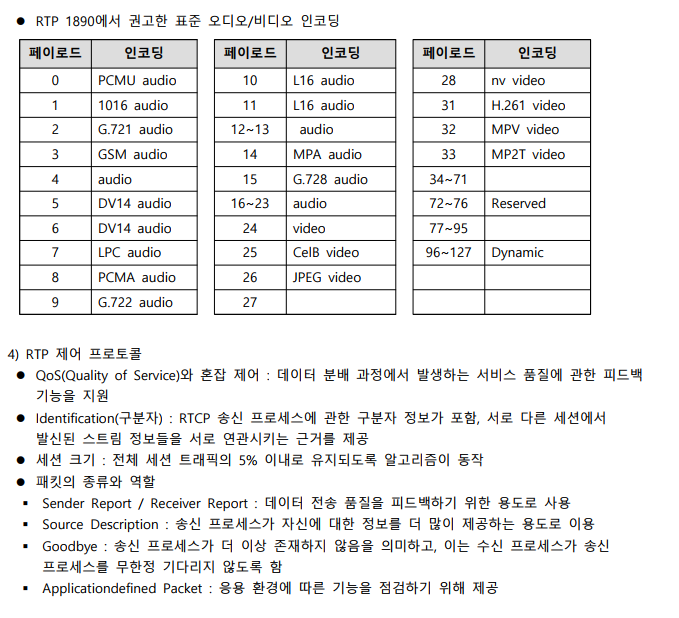 ● RTP 1890에서 권고한 표준 오디오/비디오 인코딩
페이로드 인코딩
0 PCMU audio
1 1016 audio
2 G.721 audio
3 GSM audio
4 audio
5 DV14 audio
6 DV14 audio
7 LPC audio
8 PCMA audio
9 G.722 audio
페이로드 인코딩
10 L16 audio
11 L16 audio
12~13 audio
14 MPA audio
15 G.728 audio
16~23 audio
24 video
25 CelB video
26 JPEG video
27
페이로드 인코딩
28 nv video
31 H.261 video
32 MPV video
33 MP2T video
34~71
72~76 Reserved
77~95
96~127 Dynamic
4) RTP 제어 프로토콜
● QoS(Quality of Service)와 혼잡 제어 : 데이터 분배 과정에서 발생하는 서비스 품질에 관한 피드백
기능을 지원
● Identification(구분자) : RTCP 송신 프로세스에 관한 구분자 정보가 포함, 서로 다른 세션에서
발신된 스트림 정보들을 서로 연관시키는 근거를 제공
● 세션 크기 : 전체 세션 트래픽의 5% 이내로 유지되도록 알고리즘이 동작
● 패킷의 종류와 역할
▪ Sender Report / Receiver Report : 데이터 전송 품질을 피드백하기 위한 용도로 사용
▪ Source Description : 송신 프로세스가 자신에 대한 정보를 더 많이 제공하는 용도로 이용
▪ Goodbye : 송신 프로세스가 더 이상 존재하지 않음을 의미하고, 이는 수신 프로세스가 송신
프로세스를 무한정 기다리지 않도록 함
▪ Applicationdefined Packet : 응용 환경에 따른 기능을 점검하기 위해 제공